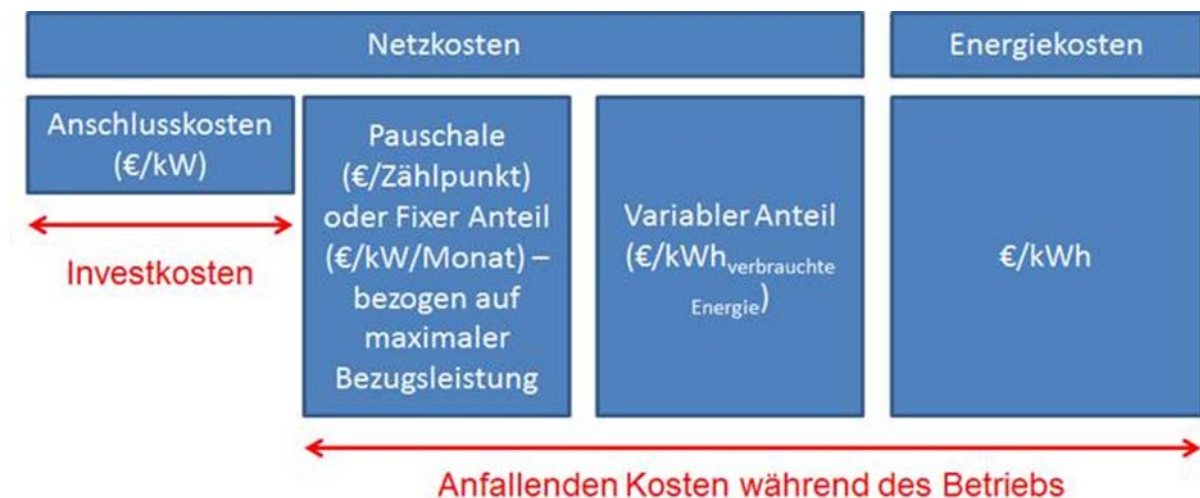 Netzkosten
Energiekosten
Anschlusskosten
(€/kW)
Investkosten
Pauschale
(€/Zählpunkt)
oder Fixer Anteil
(€/kW/Monat) –
bezogen auf
maximaler
Bezugsleistung
Variabler Anteil
(€/kWhverbrauchte
Energie)
€/kWh
Anfallenden Kosten während des Betriebs